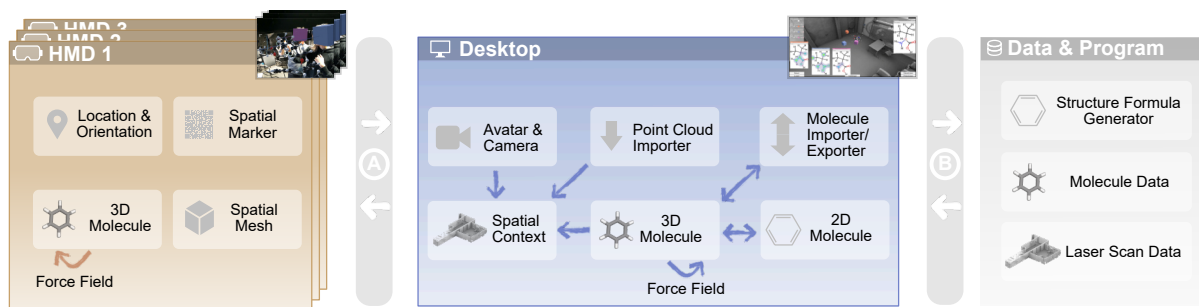 HMD 3
HMD 2
HMD 1
Location &
Orientation
Spatial
Marker
3D
Molecule
Spatial
Mesh
Force Field
A
Desktop
Avatar &
Camera
Point Cloud
Importer
Molecule
Importer/
Exporter
Spatial
Context
3D
Molecule
2D
Molecule
Force Field
B
Data & Program
Structure Formula
Generator
Molecule Data
Laser Scan Data